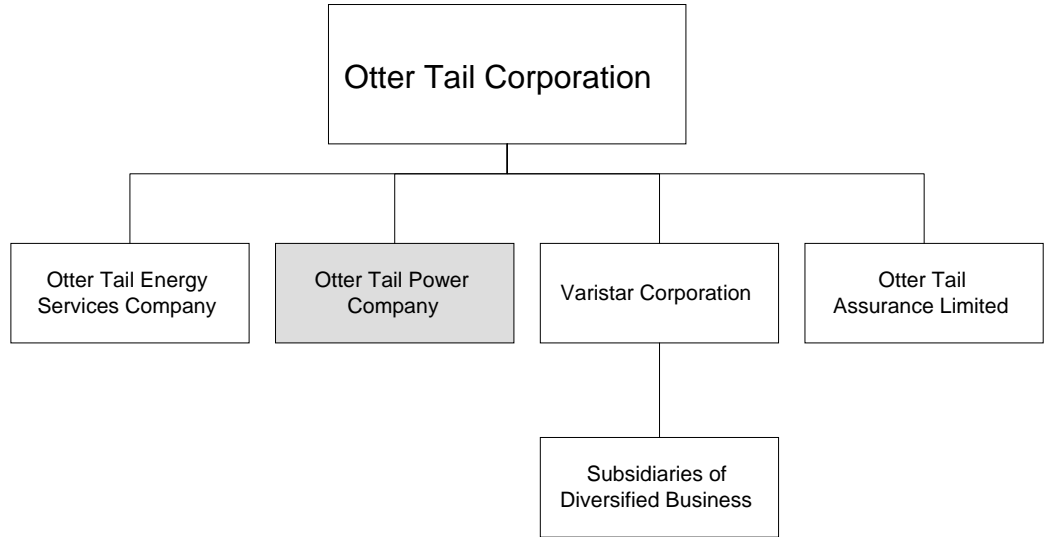 Otter Tail Corporation
Otter Tail Energy
Services Company
Otter Tail Power
Company
Varistar Corporation
Otter Tail
Assurance Limited
Subsidiaries of
Diversified Business